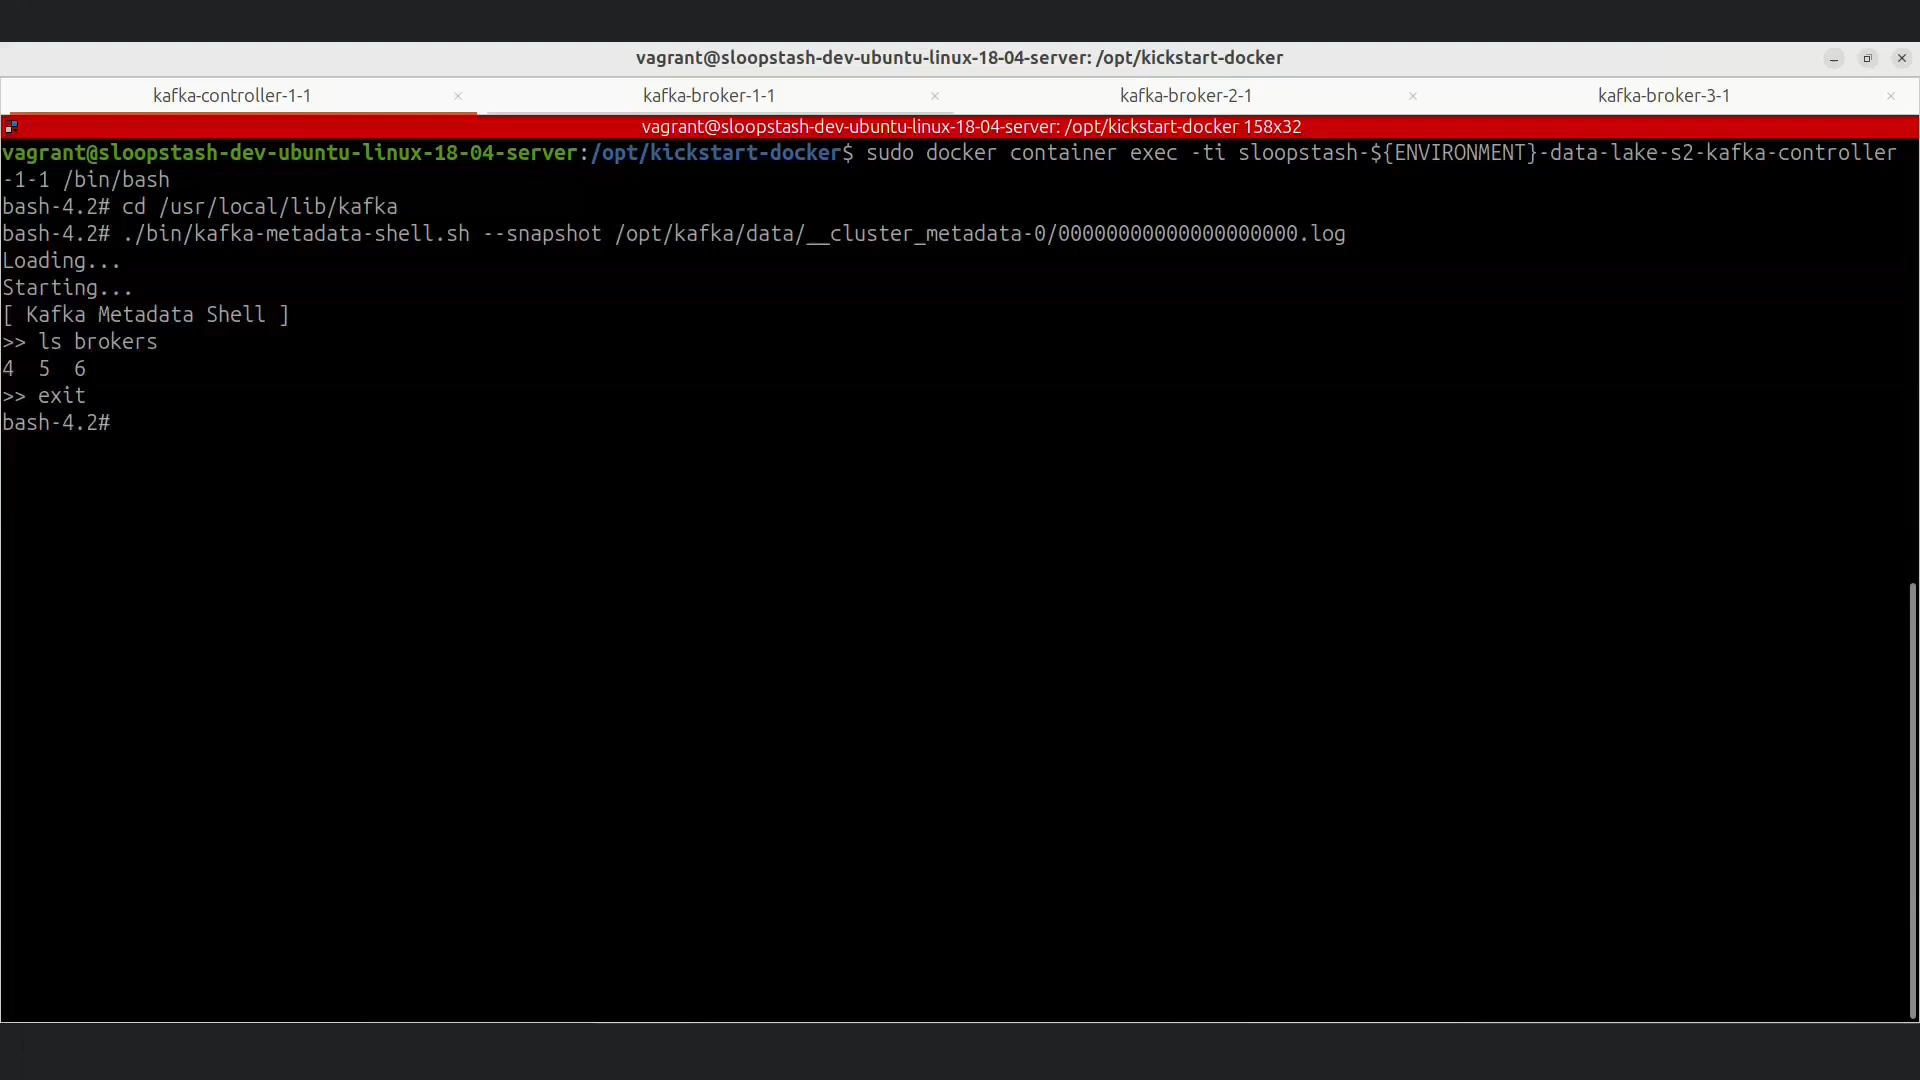 vagrant@sloopstash-dev-ubuntu-linux-18-04-server: /opt/kickstart-docker
kafka-controller-1-1 × kafka-broker-1-1 × kafka-broker-2-1 × kafka-broker-3-1 ×
vagrant@sloopstash-dev-ubuntu-linux-18-04-server: /opt/kickstart-docker 158x32
vagrant@sloopstash-dev-ubuntu-linux-18-04-server:/opt/kickstart-docker$ sudo docker container exec -ti sloopstash-${ENVIRONMENT}-data-lake-s2-kafka-controller
-1-1 /bin/bash
bash-4.2# cd /usr/local/lib/kafka
bash-4.2# ./bin/kafka-metadata-shell.sh --snapshot /opt/kafka/data/__cluster_metadata-0/00000000000000000000.log
Loading...
Starting...
[ Kafka Metadata Shell ]
>> ls brokers
4  5  6
>> exit
bash-4.2#